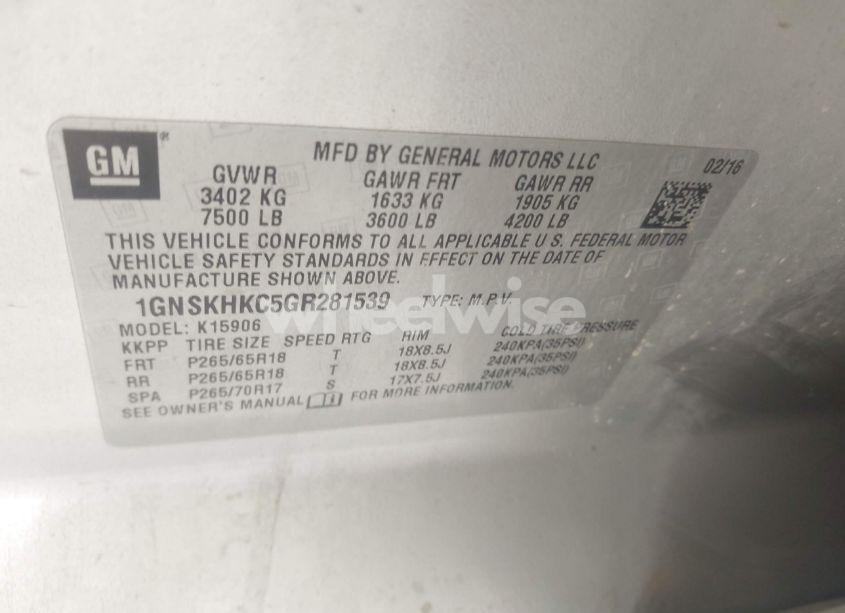 GM
MFD BY GENERAL MOTORS LLC 02/16
GVWR GAWR FRT GAWR RR
3402 KG 1633 KG 1905 KG
7500 LB 3600 LB 4200 LB
THIS VEHICLE CONFORMS TO ALL APPLICABLE U.S. FEDERAL MOTOR
VEHICLE SAFETY STANDARDS IN EFFECT ON THE DATE OF
MANUFACTURE SHOWN ABOVE.
1GNSKHKC5GR281539 TYPE: M.P.V.
wheelwise
MODEL: K15906
KKPP TIRE SIZE SPEED RTG RIM COLD TIRE PRESSURE
FRT P265/65R18 T 18X8.5J 240KPA(35PSI)
RR P265/65R18 T 18X8.5J 240KPA(35PSI)
SPA P265/70R17 S 17X7.5J 240KPA(35PSI)
SEE OWNER'S MANUAL FOR MORE INFORMATION.